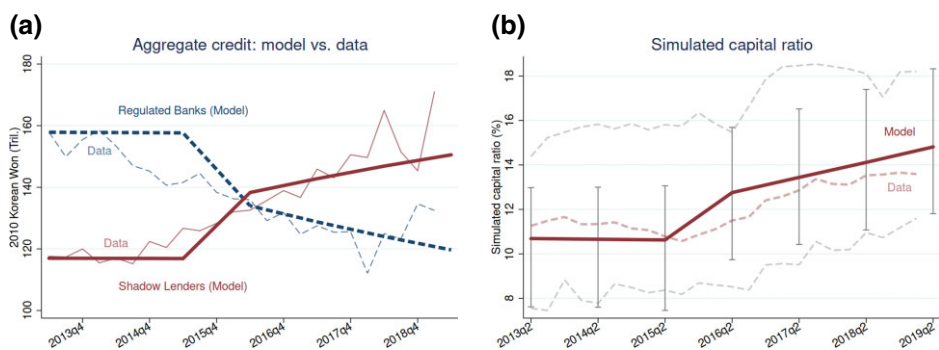 (a)
Aggregate credit: model vs. data
2010 Korean Won (Tril.)
180
160
140
120
100
Regulated Banks (Model)
Data
Data
Shadow Lenders (Model)
2013q4
2014q4
2015q4
2016q4
2017q4
2018q4
(b)
Simulated capital ratio
Simulated capital ratio (%)
18
16
14
12
10
8
Model
Data
2013q2
2014q2
2015q2
2016q2
2017q2
2018q2
2019q2